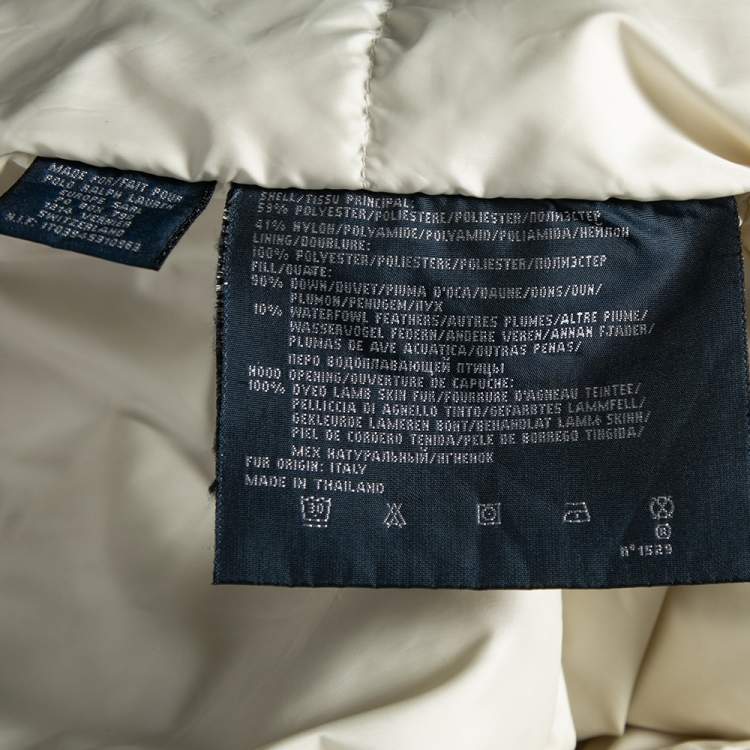 MADE FOR/FAIT POUR
POLO RALPH LAUREN
EUROPE SARL
1214 VERNIER
SWITZERLAND
SHELL/TISSU PRINCIPAL:
59% POLYESTER/POLIESTERE/POLIESTER/ПОЛИЭСТЕР
41% NYLON/POLYAMIDE/POLYAMID/POLIAMIDA/НЕЙЛОН
LINING/DOUBLURE:
100% POLYESTER/POLIESTERE/POLIESTER/ПОЛИЭСТЕР
FILL/OUATE:
90% DOWN/DUVET/PIUMA D'OCA/DAUNE/DONS/DUN/
PLUMON/PENUGEM/ПУХ
10% WATERFOWL FEATHERS/AUTRES PLUMES/ALTRE PIUME/
WASSERVOGEL FEDERN/ANDERE VEREN/ANNAN FJADER/
PLUMAS DE AVE ACUATICA/OUTRAS PENAS/
ПЕРО ВОДОПЛАВАЮЩЕЙ ПТИЦЫ
HOOD OPENING/OUVERTURE DE CAPUCHE:
100% DYED LAMB SKIN FUR/FOURRURE D'AGNEAU TEINTEE/
PELLICCIA DI AGNELLO TINTO/GEFARBTES LAMMFELL/
GEKLEURDE LAMEREN BONT/BEHANDLAT LAMM SKINN/
PIEL DE CORDERO TENIDA/PELE DE BORREGO TINGIDA/
МЕХ НАТУРАЛЬНЫЙ/ЯГНЕНОК
FUR ORIGIN: ITALY
MADE IN THAILAND
30
R
n°1529